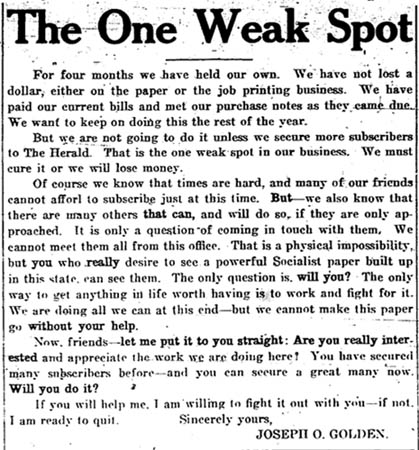 The One Weak Spot
For four months we have held our own. We have not lost a
dollar, either on the paper or the job printing business. We have
paid our current bills and met our purchase notes as they came due.
We want to keep on doing this the rest of the year.
But we are not going to do it unless we secure more subscribers
to The Herald. That is the one weak spot in our business. We must
cure it or we will lose money.
Of course we know that times are hard, and many of our friends
cannot afforl to subscribe just at this time. But—we also know that
there are many others that can, and will do so, if they are only ap-
proached. It is only a question of coming in touch with them. We
cannot meet them all from this office. That is a physical impossibility,
but you who really desire to see a powerful Socialist paper built up
in this state, can see them. The only question is, will you? The only
way to get anything in life worth having is to work and fight for it.
We are doing all we can at this end—but we cannot make this paper
go without your help.
Now, friends—let me put it to you straight: Are you really inter-
ested and appreciate the work we are doing here? You have secured
many subscribers before—and you can secure a great many now.
Will you do it?
If you will help me, I am willing to fight it out with you—if not,
I am ready to quit. Sincerely yours,
JOSEPH O. GOLDEN.